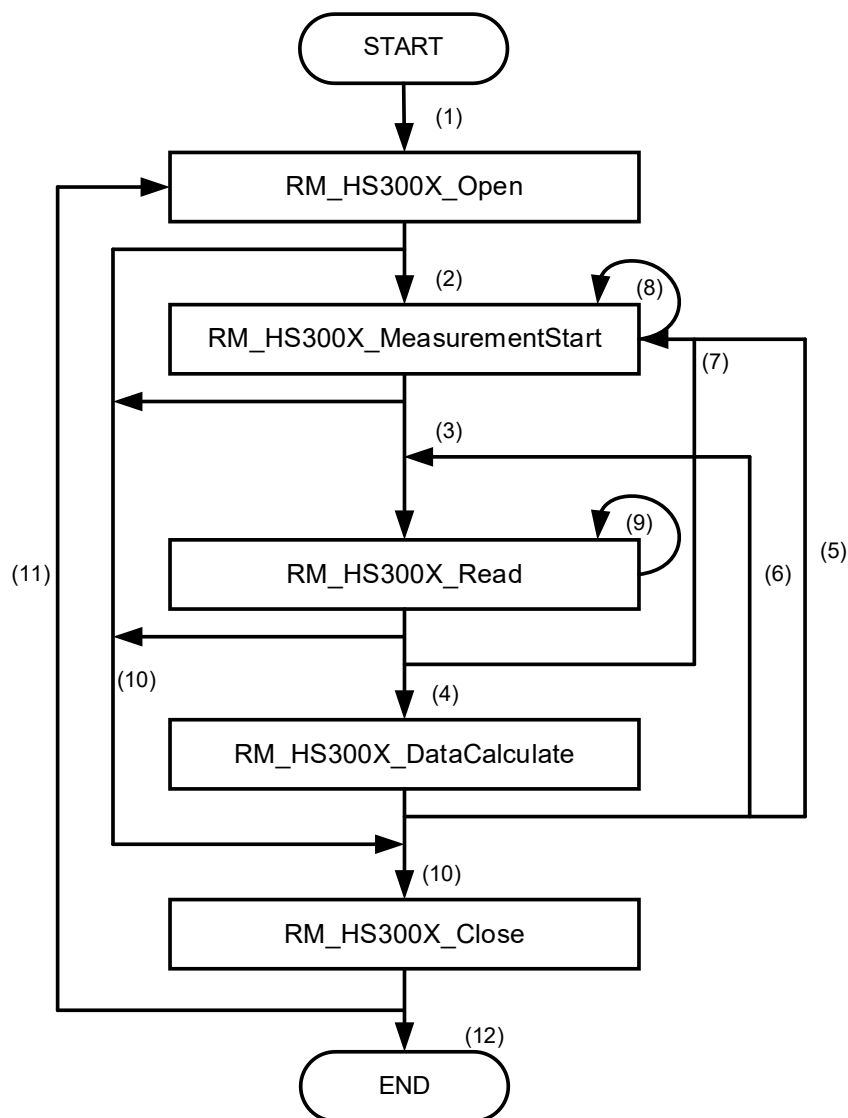 START
(1)
RM_HS300X_Open
(2)
(8)
RM_HS300X_MeasurementStart
(7)
(3)
(9)
(5)
(11)
RM_HS300X_Read
(6)
(10)
(4)
RM_HS300X_DataCalculate
(10)
RM_HS300X_Close
(12)
END